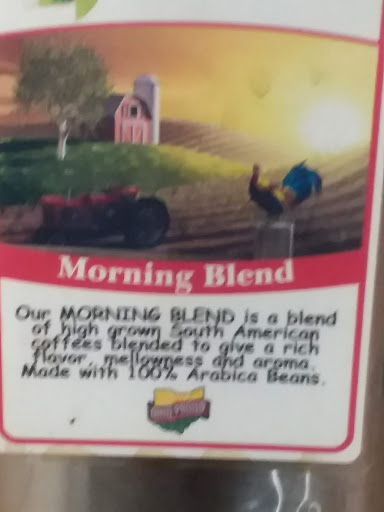 Morning Blend
Our MORNING BLEND is a blend
of high grown South American
coffees blended to give a rich
flavor, mellowness and aroma.
Made with 100% Arabica Beans.